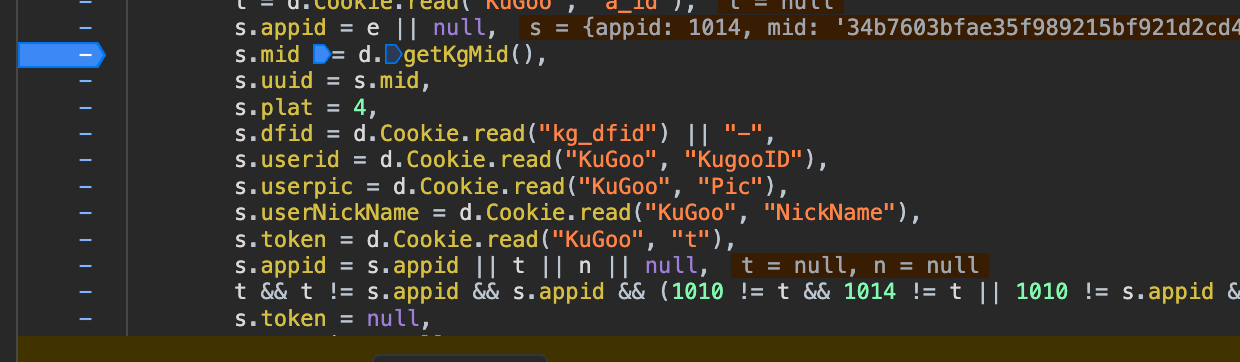 t = d.Cookie.read("KuGoo", "a_id"), t = null
s.appid = e || null, s = {appid: 1014, mid: '34b7603bfae35f989215bf921d2cd4
s.mid = d.getKgMid(),
s.uuid = s.mid,
s.plat = 4,
s.dfid = d.Cookie.read("kg_dfid") || "-",
s.userid = d.Cookie.read("KuGoo", "KugooID"),
s.userpic = d.Cookie.read("KuGoo", "Pic"),
s.userNickName = d.Cookie.read("KuGoo", "NickName"),
s.token = d.Cookie.read("KuGoo", "t"),
s.appid = s.appid || t || n || null, t = null, n = null
t && t != s.appid && s.appid && (1010 != t && 1014 != t || 1010 != s.appid &
s.token = null,